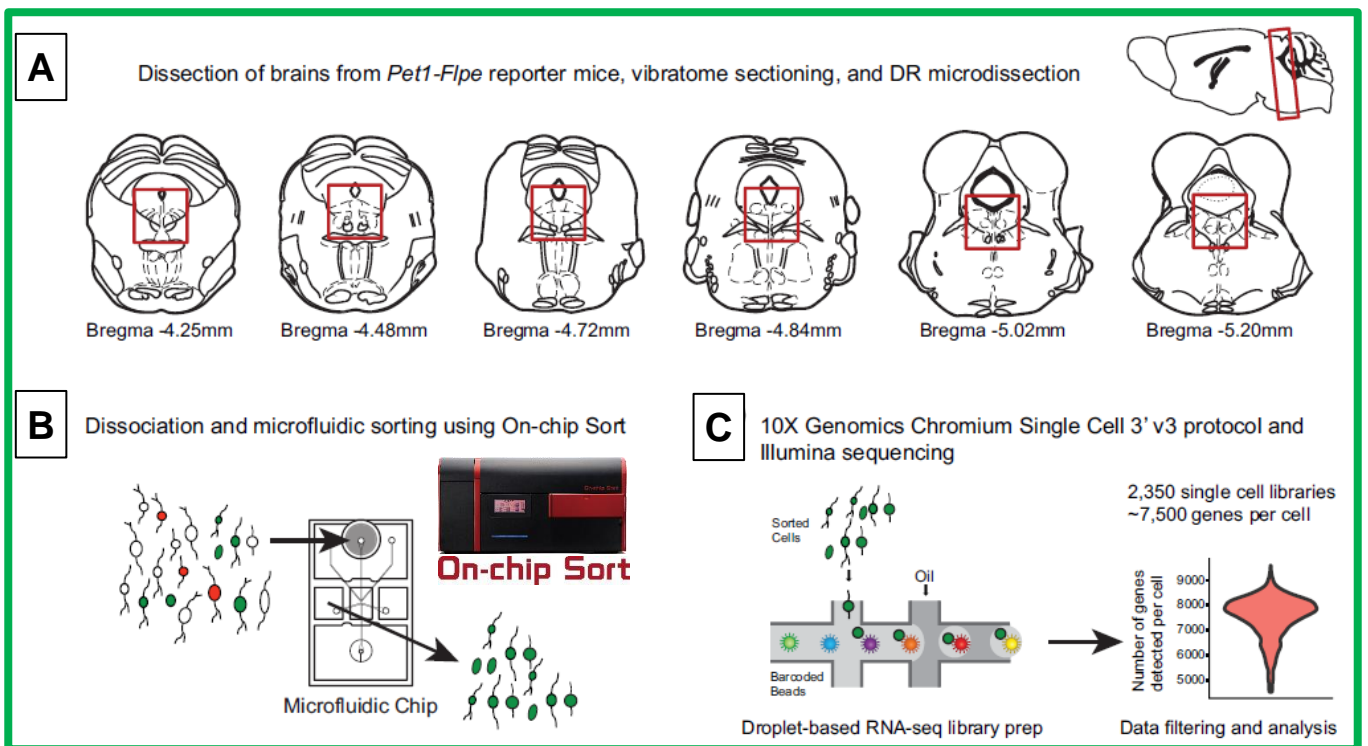 A
Dissection of brains from Pet1-Flpe reporter mice, vibratome sectioning, and DR microdissection
Bregma -4.25mm
Bregma -4.48mm
Bregma -4.72mm
Bregma -4.84mm
Bregma -5.02mm
Bregma -5.20mm
B
Dissociation and microfluidic sorting using On-chip Sort
On-chip Sort
On-chip Sort
Microfluidic Chip
C
10X Genomics Chromium Single Cell 3' v3 protocol and
Illumina sequencing
2,350 single cell libraries
~7,500 genes per cell
Sorted
Cells
Oil
Barcoded
Beads
Droplet-based RNA-seq library prep
Number of genes
detected per cell
9000
8000
7000
6000
5000
Data filtering and analysis